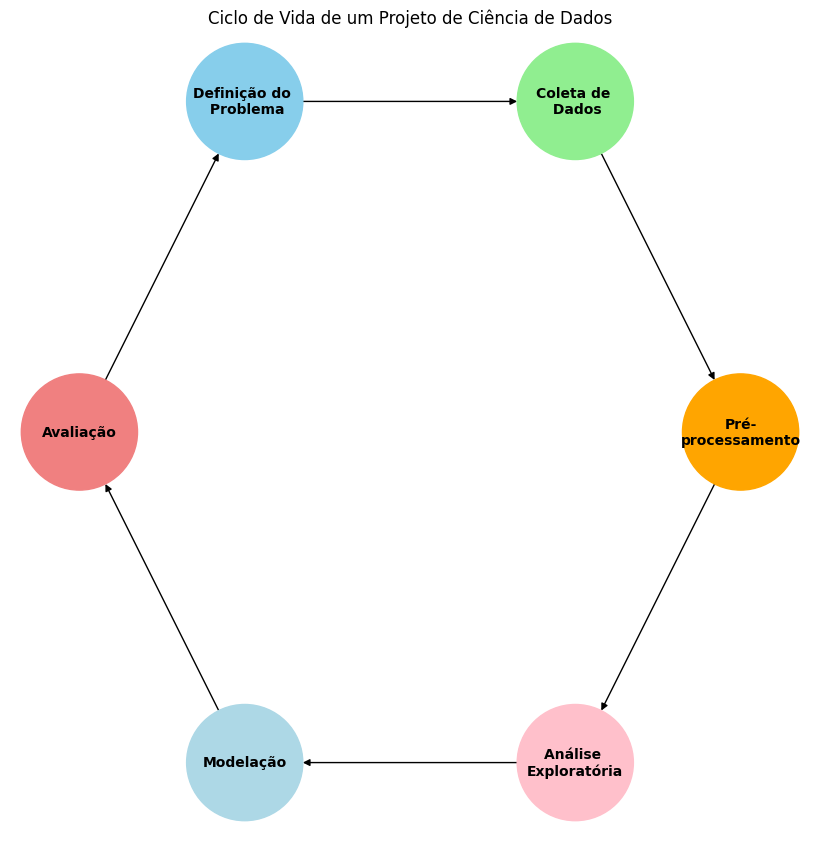 Ciclo de Vida de um Projeto de Ciência de Dados
Definição do
Problema
Coleta de
Dados
Pré-
processamento
Análise
Exploratória
Modelação
Avaliação